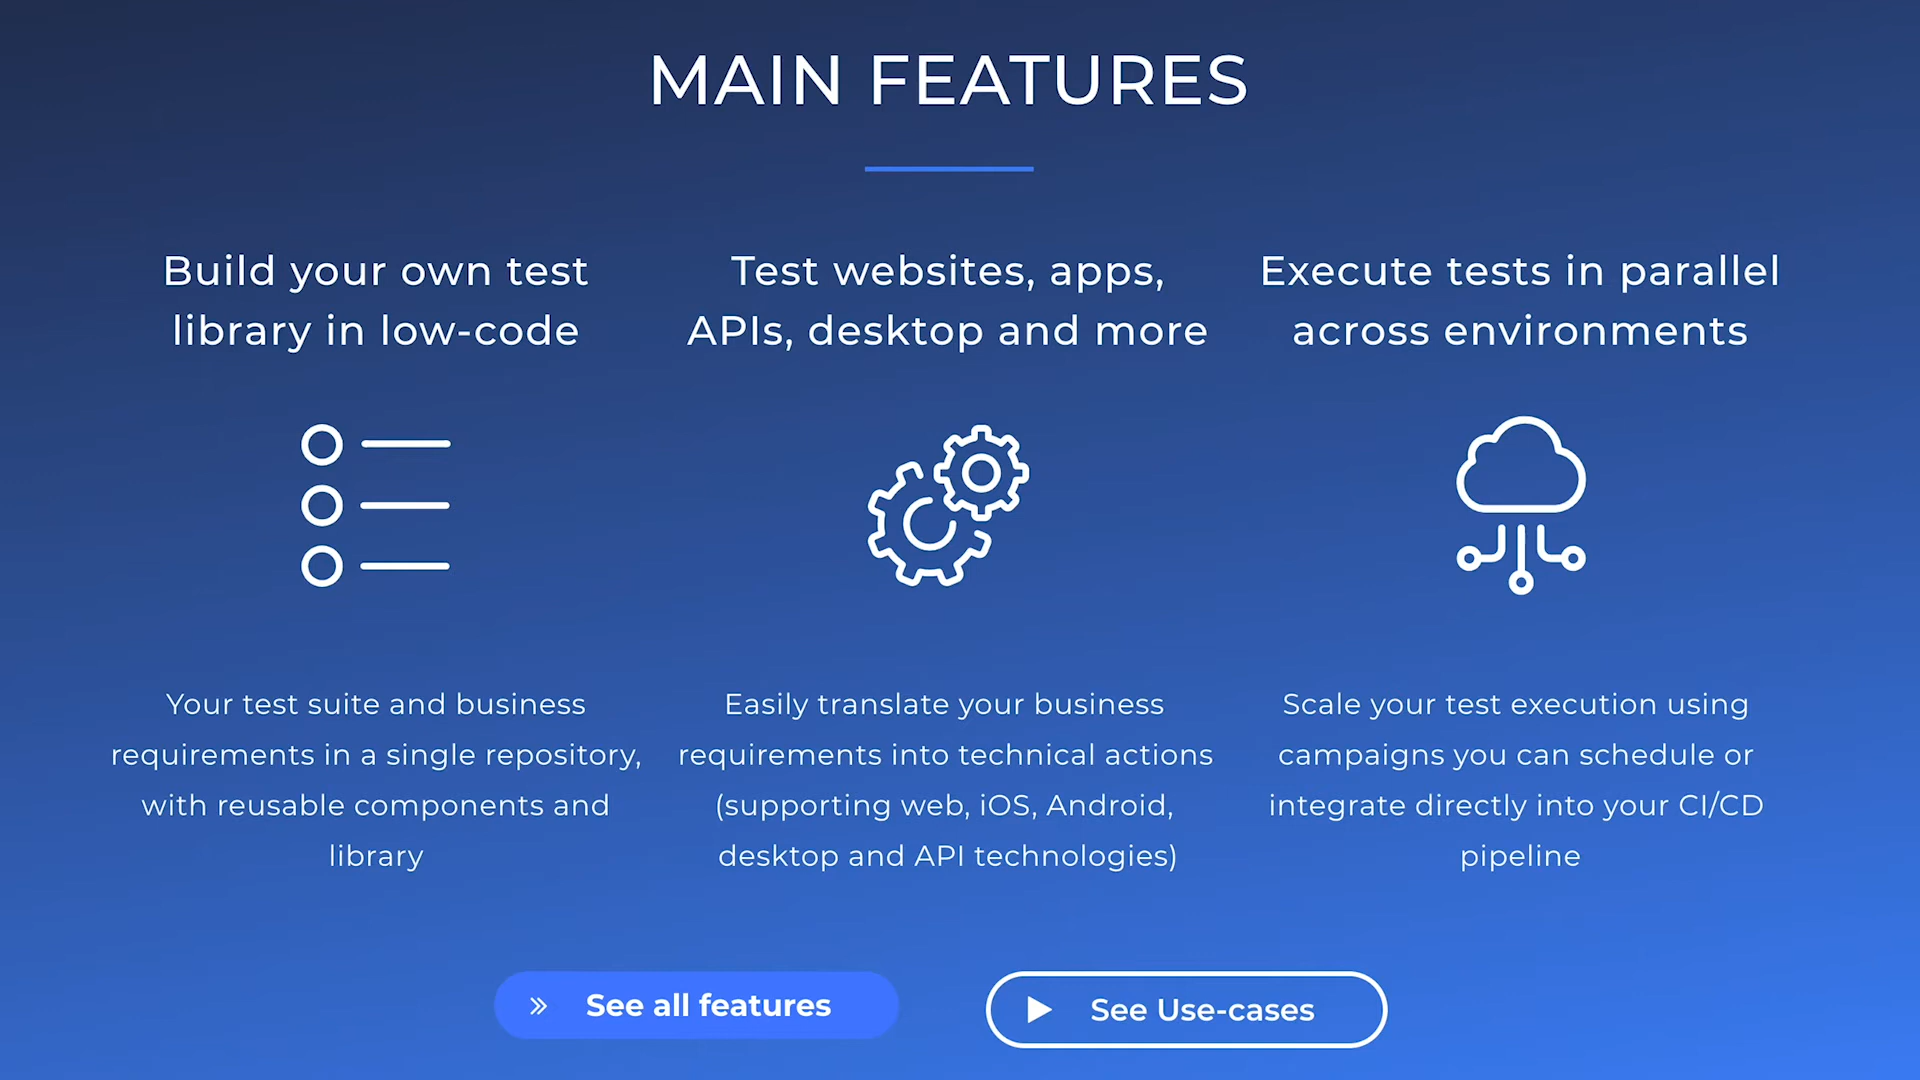 MAIN FEATURES
Build your own test
library in low-code
Test websites, apps,
APIs, desktop and more
Execute tests in parallel
across environments
Your test suite and business
requirements in a single repository,
with reusable components and
library
Easily translate your business
requirements into technical actions
(supporting web, iOS, Android,
desktop and API technologies)
Scale your test execution using
campaigns you can schedule or
integrate directly into your CI/CD
pipeline
See all features
See Use-cases